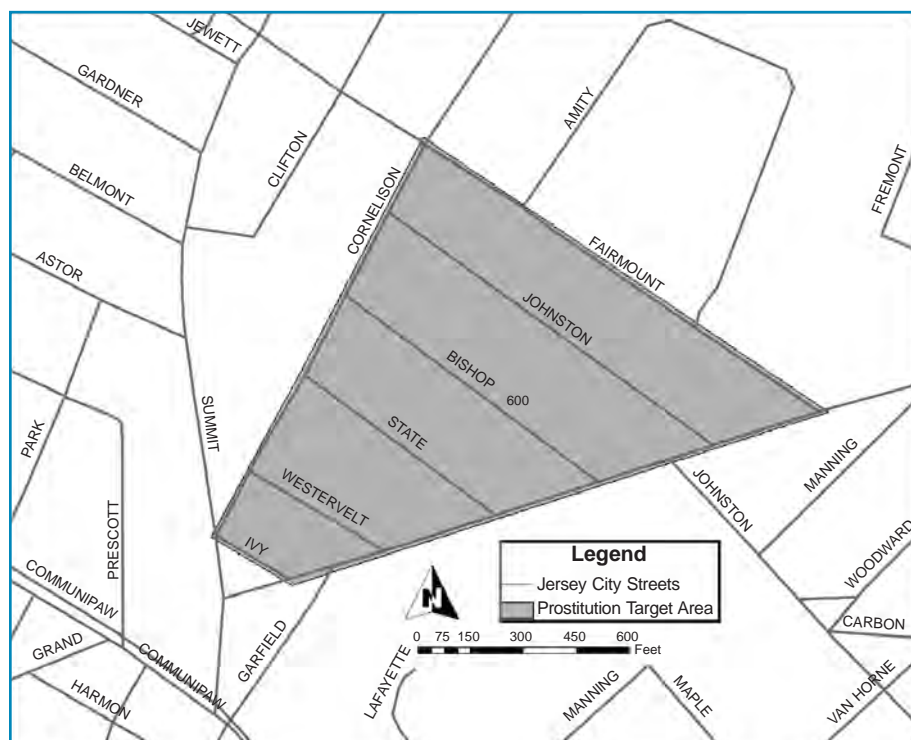 JEWETT
GARDNER
BELMONT
ASTOR
CLIFTON
CORNELISON
AMITY
FREMONT
FAIRMOUNT
JOHNSTON
BISHOP
600
STATE
WESTERVELT
IVY
SUMMIT
PARK
PRESCOTT
JOHNSTON
MANNING
WOODWARD
CARBON
VAN HORNE
COMMUNIPAW
COMMUNIPAW
GRAND
HARMON
GARFIELD
LAFAYETTE
MANNING
MAPLE
N
Legend
Jersey City Streets
Prostitution Target Area
0 75 150 300 450 600
Feet